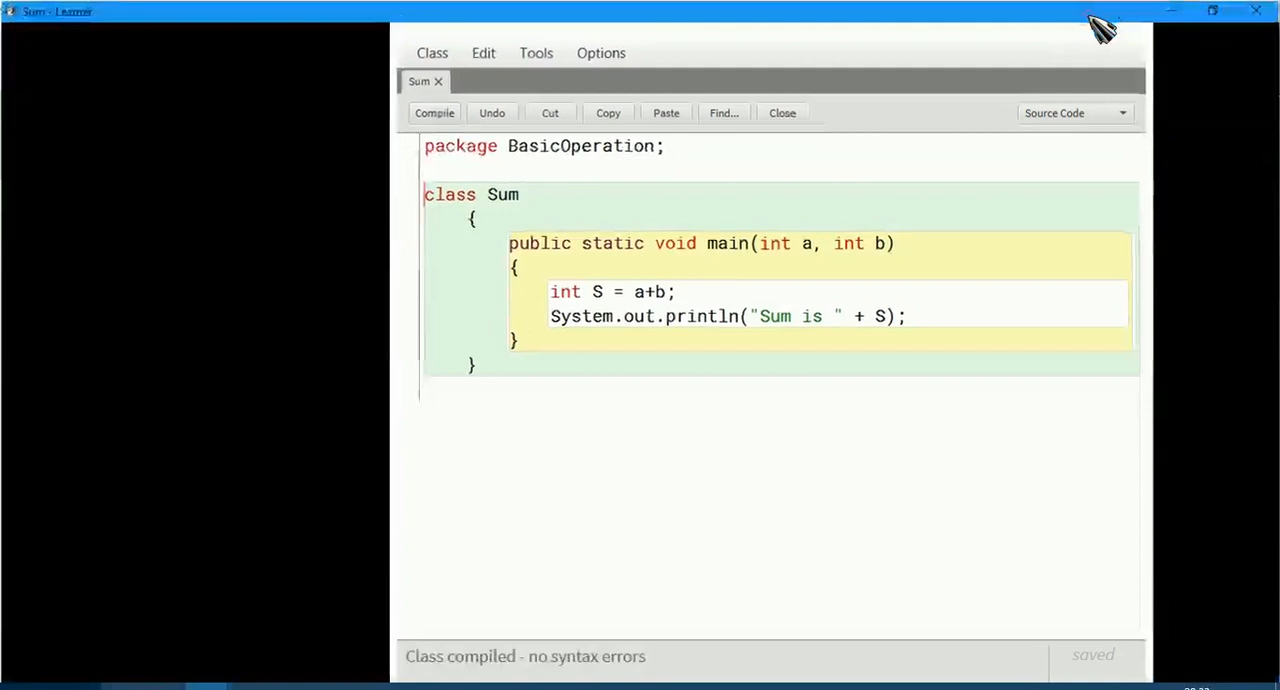 Sum - Learner
Class Edit Tools Options
Sum ×
Compile Undo Cut Copy Paste Find... Close Source Code
package BasicOperation;
class Sum
{
public static void main(int a, int b)
{
int S = a+b;
System.out.println("Sum is " + S);
}
}
Class compiled - no syntax errors saved